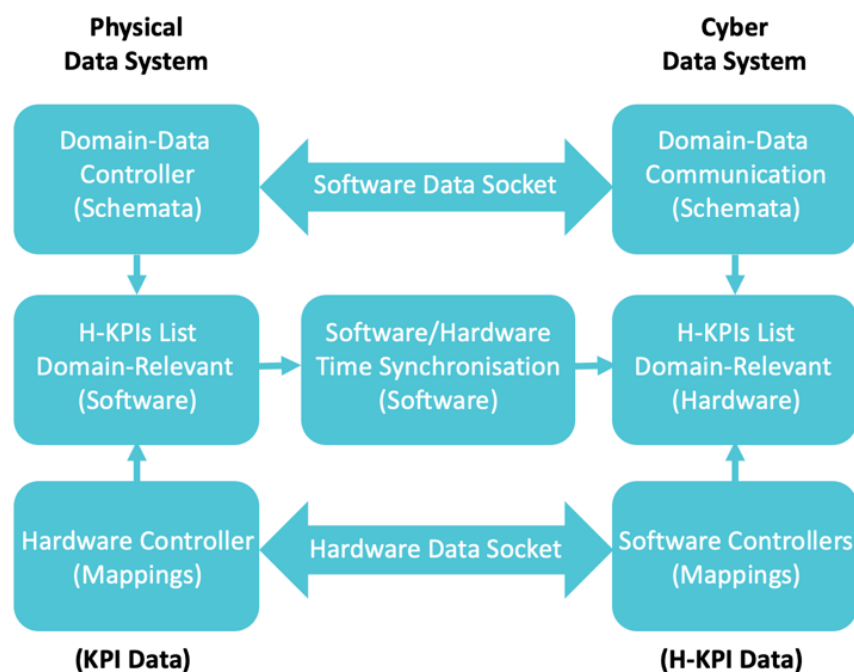 Physical
Data System
Cyber
Data System
Domain-Data
Controller
(Schemata)
Software Data Socket
Domain-Data
Communication
(Schemata)
H-KPIs List
Domain-Relevant
(Software)
Software/Hardware
Time Synchronisation
(Software)
H-KPIs List
Domain-Relevant
(Hardware)
Hardware Controller
(Mappings)
Hardware Data Socket
Software Controllers
(Mappings)
(KPI Data)
(H-KPI Data)